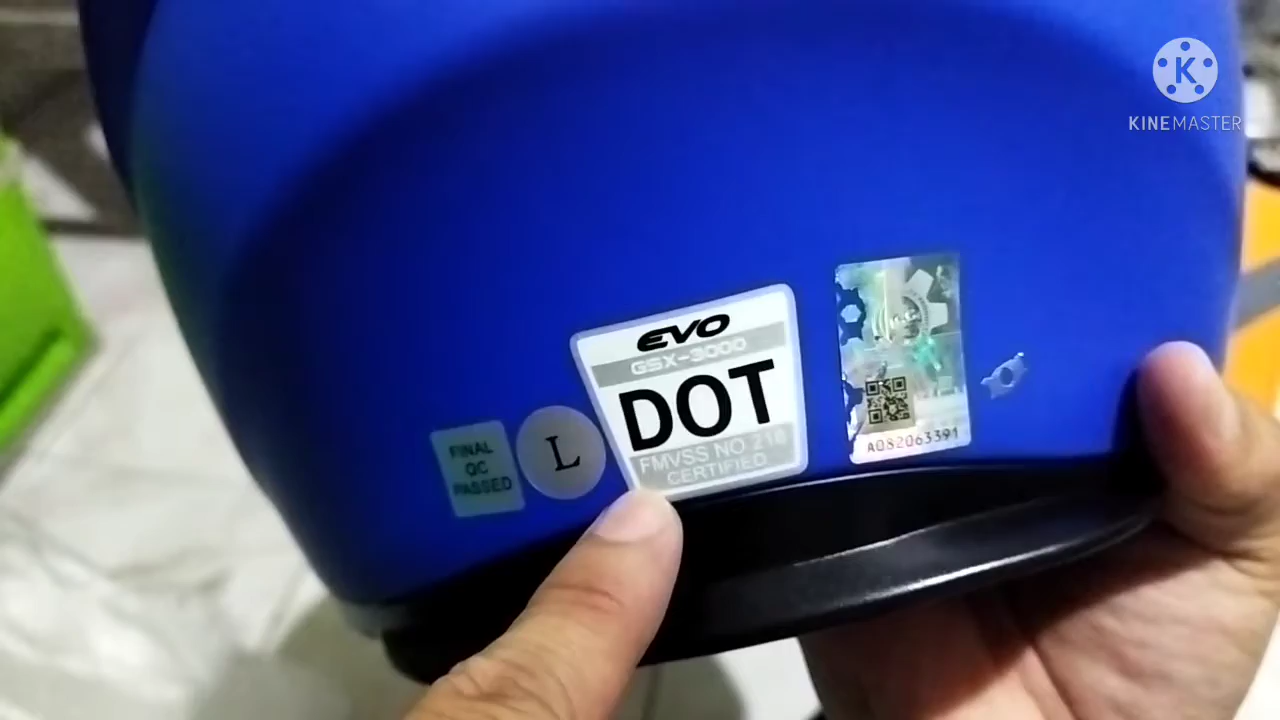 K
KINEMASTER
EVO
GSX-3000
DOT
FMVSS NO 218
CERTIFIED
FINAL
QC
PASSED
L
A082063391